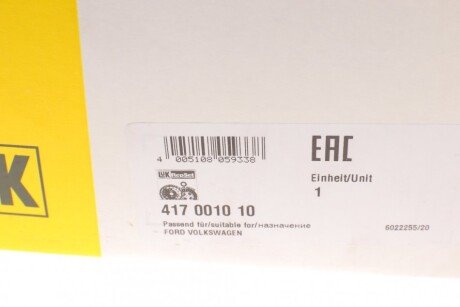 K
4 005108 059338
EAC
LuK RepSet
Einheit/Unit
1
417 0010 10
Passend für/suitable for/назначение
FORD VOLKSWAGEN
6022255/20